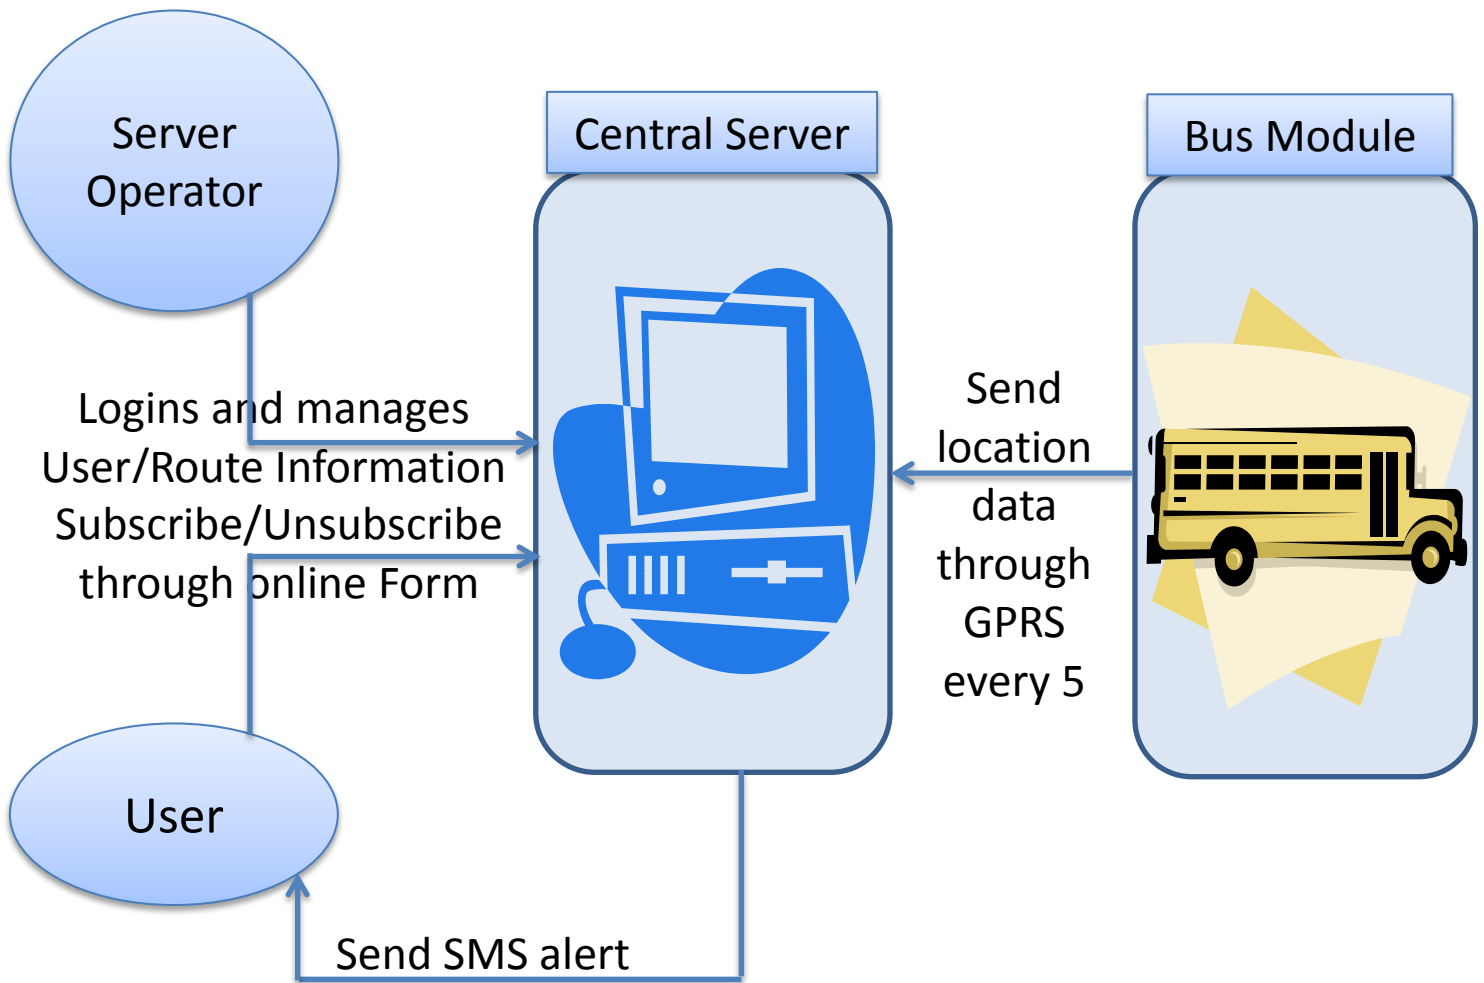 Server
Operator
Central Server
Bus Module
Logins and manages
User/Route Information
Subscribe/Unsubscribe
through online Form
Send
location
data
through
GPRS
every 5
User
Send SMS alert